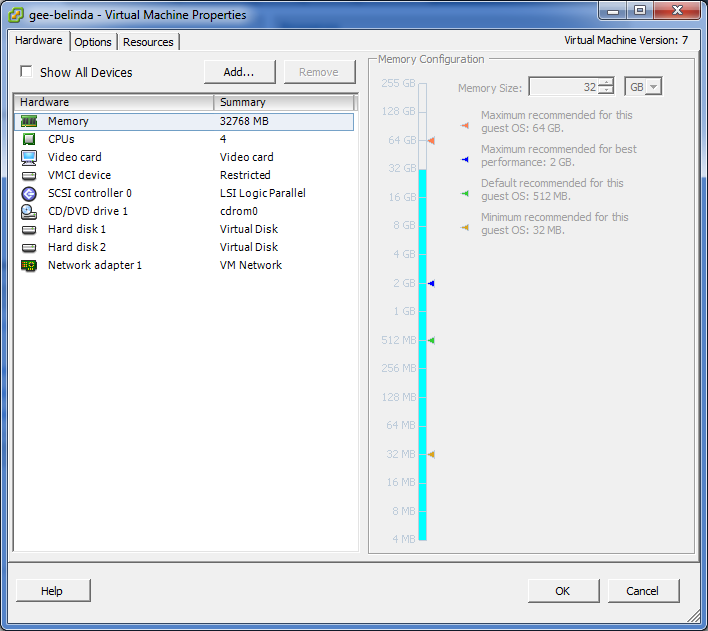 gee-belinda - Virtual Machine Properties
Hardware Options Resources
Virtual Machine Version: 7
Show All Devices
Add...
Remove
Hardware Summary
Memory 32768 MB
CPUs 4
Video card Video card
VMCI device Restricted
SCSI controller 0 LSI Logic Parallel
CD/DVD drive 1 cdrom0
Hard disk 1 Virtual Disk
Hard disk 2 Virtual Disk
Network adapter 1 VM Network
Memory Configuration
255 GB
128 GB
64 GB
32 GB
16 GB
8 GB
4 GB
2 GB
1 GB
512 MB
256 MB
128 MB
64 MB
32 MB
16 MB
8 MB
4 MB
Memory Size: 32 GB
Maximum recommended for this
guest OS: 64 GB.
Maximum recommended for best
performance: 2 GB.
Default recommended for this
guest OS: 512 MB.
Minimum recommended for this
guest OS: 32 MB.
Help
OK
Cancel